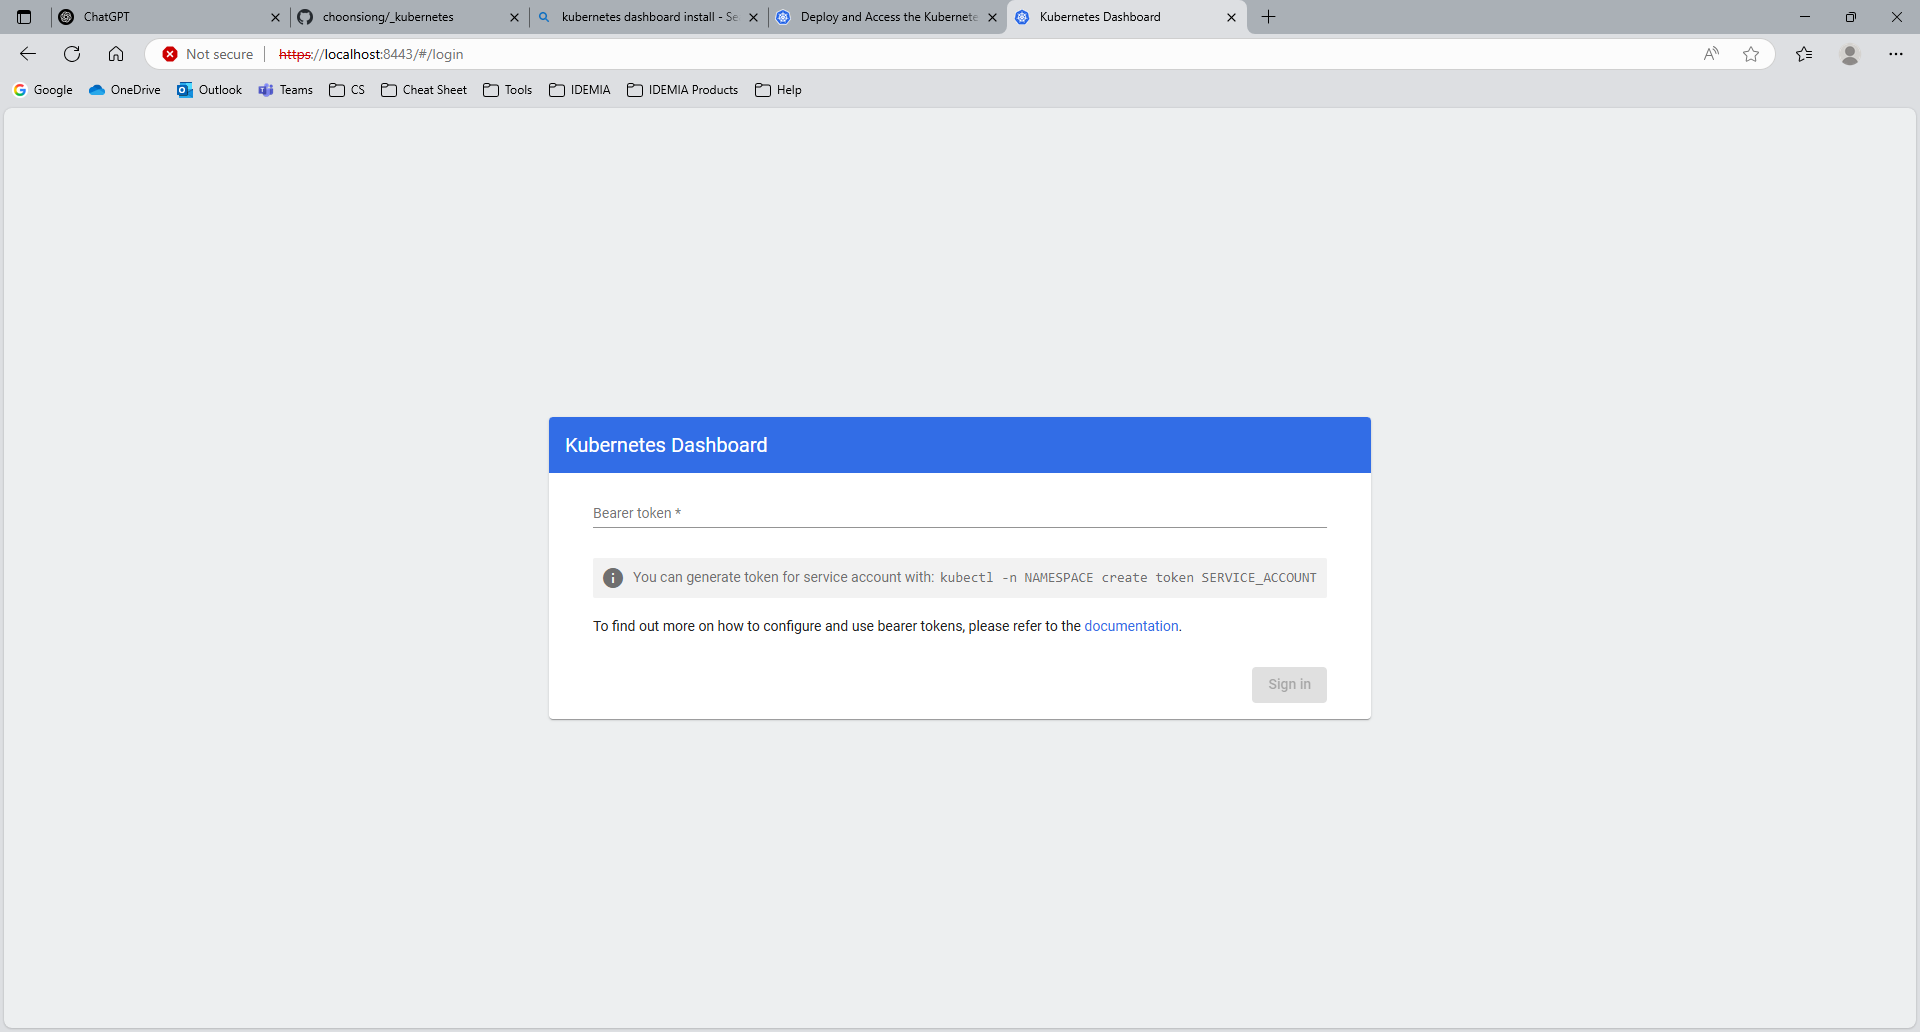 ChatGPT
choonsiong/_kubernetes
kubernetes dashboard install - Se
Deploy and Access the Kubernete
Kubernetes Dashboard
Not secure
https://localhost:8443/#/login
Google OneDrive Outlook Teams CS Cheat Sheet Tools IDEMIA IDEMIA Products Help
Kubernetes Dashboard
Bearer token *
You can generate token for service account with: kubectl -n NAMESPACE create token SERVICE_ACCOUNT
To find out more on how to configure and use bearer tokens, please refer to the documentation.
Sign in